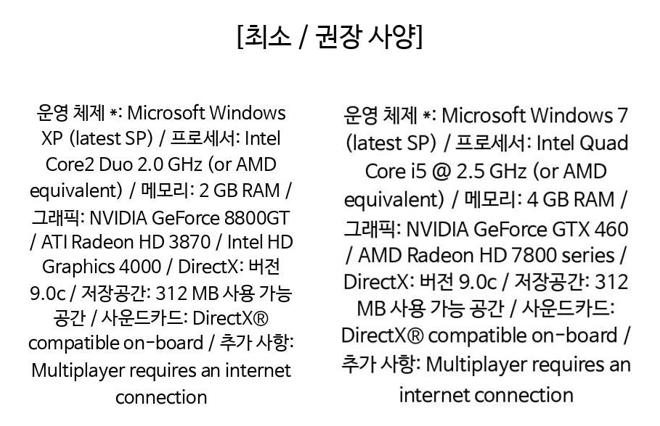 [최소 / 권장 사양]
운영 체제 *: Microsoft Windows
XP (latest SP) / 프로세서: Intel
Core2 Duo 2.0 GHz (or AMD
equivalent) / 메모리: 2 GB RAM /
그래픽: NVIDIA GeForce 8800GT
/ ATI Radeon HD 3870 / Intel HD
Graphics 4000 / DirectX: 버전
9.0c / 저장공간: 312 MB 사용 가능
공간 / 사운드카드: DirectX®
compatible on-board / 추가 사항:
Multiplayer requires an internet
connection
운영 체제 *: Microsoft Windows 7
(latest SP) / 프로세서: Intel Quad
Core i5 @ 2.5 GHz (or AMD
equivalent) / 메모리: 4 GB RAM /
그래픽: NVIDIA GeForce GTX 460
/ AMD Radeon HD 7800 series /
DirectX: 버전 9.0c / 저장공간: 312
MB 사용 가능 공간 / 사운드카드:
DirectX® compatible on-board /
추가 사항: Multiplayer requires an
internet connection